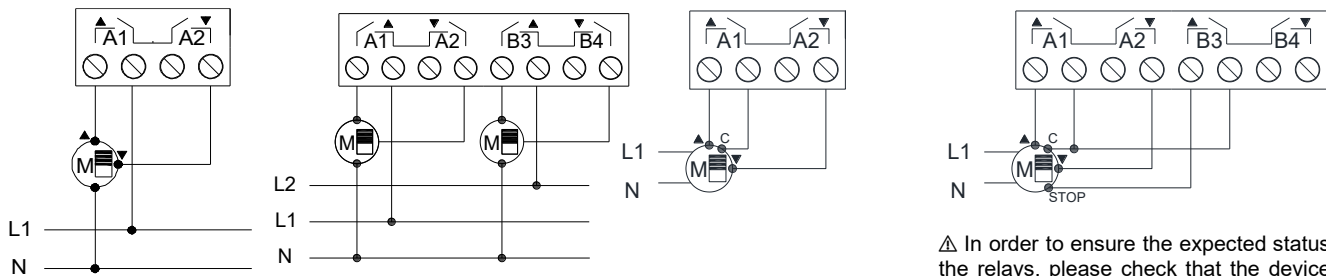 A1 A2
M
L1
N
A1 A2 B3 B4
M M
L2
L1
N
A1 A2
C
L1
M
N
A1 A2 B3 B4
C
L1
M
N
STOP
⚠ In order to ensure the expected status
the relays, please check that the device